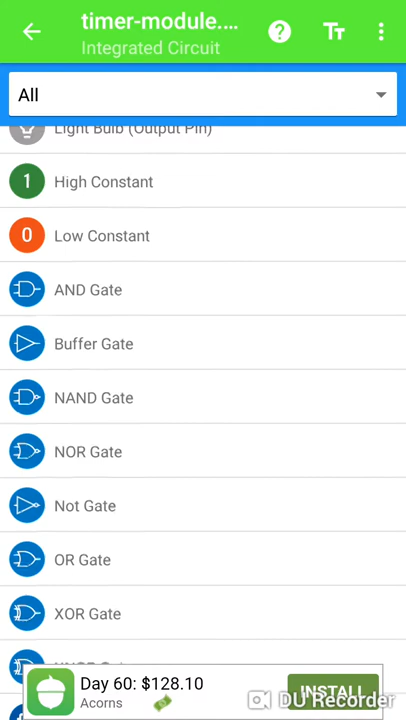 timer-module....
Integrated Circuit
All
Light Bulb (Output Pin)
1 High Constant
0 Low Constant
AND Gate
Buffer Gate
NAND Gate
NOR Gate
Not Gate
OR Gate
XOR Gate
Day 60: $128.10
Acorns
INSTALL
DU Recorder